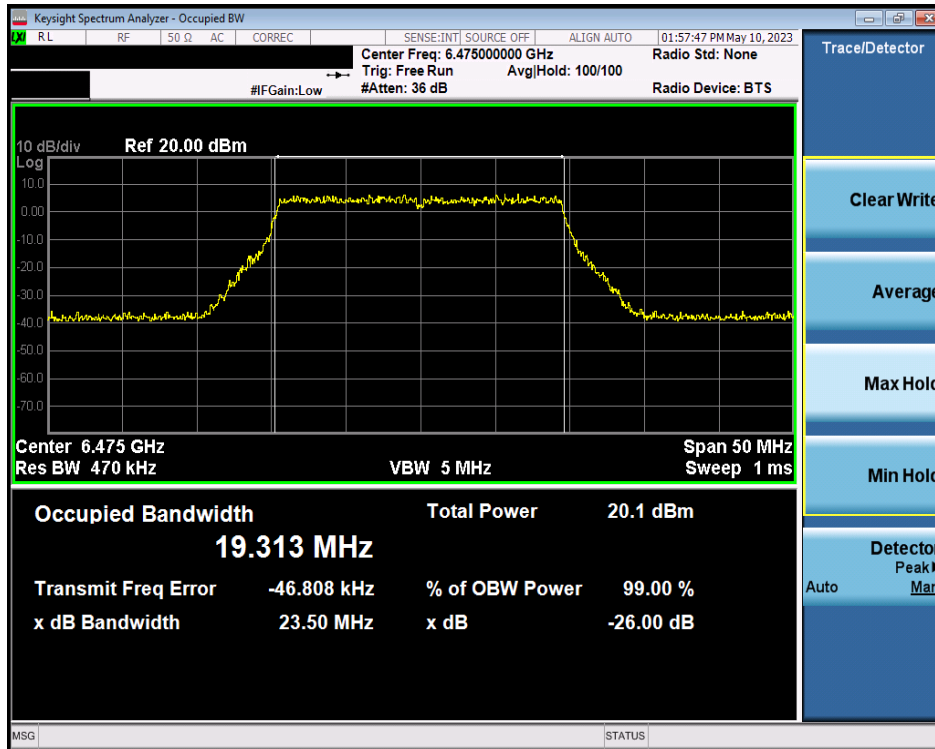 Keysight Spectrum Analyzer - Occupied BW
LXI RL RF 50 Ω AC CORREC SENSE:INT SOURCE OFF ALIGN AUTO 01:57:47 PM May 10, 2023
Center Freq: 6.475000000 GHz Radio Std: None
Trig: Free Run Avg|Hold: 100/100
#IFGain:Low #Atten: 36 dB Radio Device: BTS
10 dB/div Ref 20.00 dBm
Log
10.0
0.00
-10.0
-20.0
-30.0
-40.0
-50.0
-60.0
-70.0
Center 6.475 GHz Span 50 MHz
Res BW 470 kHz VBW 5 MHz Sweep 1 ms
Occupied Bandwidth Total Power 20.1 dBm
19.313 MHz
Transmit Freq Error -46.808 kHz % of OBW Power 99.00 %
x dB Bandwidth 23.50 MHz x dB -26.00 dB
MSG STATUS
Trace/Detector
Clear Write
Average
Max Hold
Min Hold
Detector
Peak
Auto Man